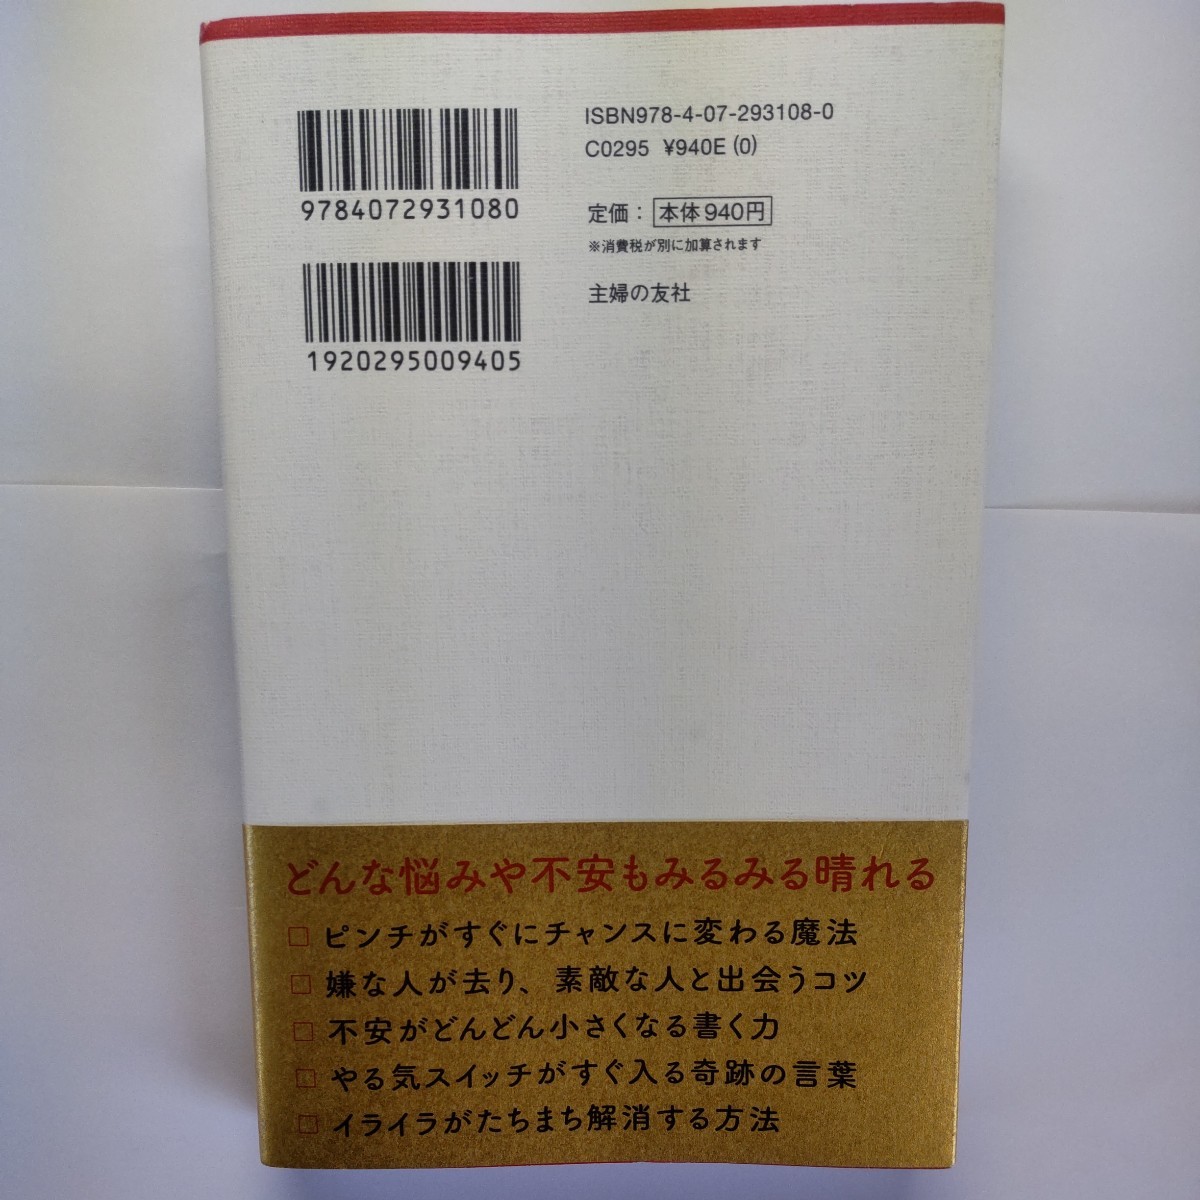 ISBN978-4-07-293108-0
C0295 ¥940E (0)
9784072931080
定価：本体940円
※消費税が別に加算されます
主婦の友社
1920295009405
どんな悩みや不安もみるみる晴れる
□ ピンチがすぐにチャンスに変わる魔法
□ 嫌な人が去り、素敵な人と出会うコツ
□ 不安がどんどん小さくなる書く力
□ やる気スイッチがすぐ入る奇跡の言葉
□ イライラがたちまち解消する方法